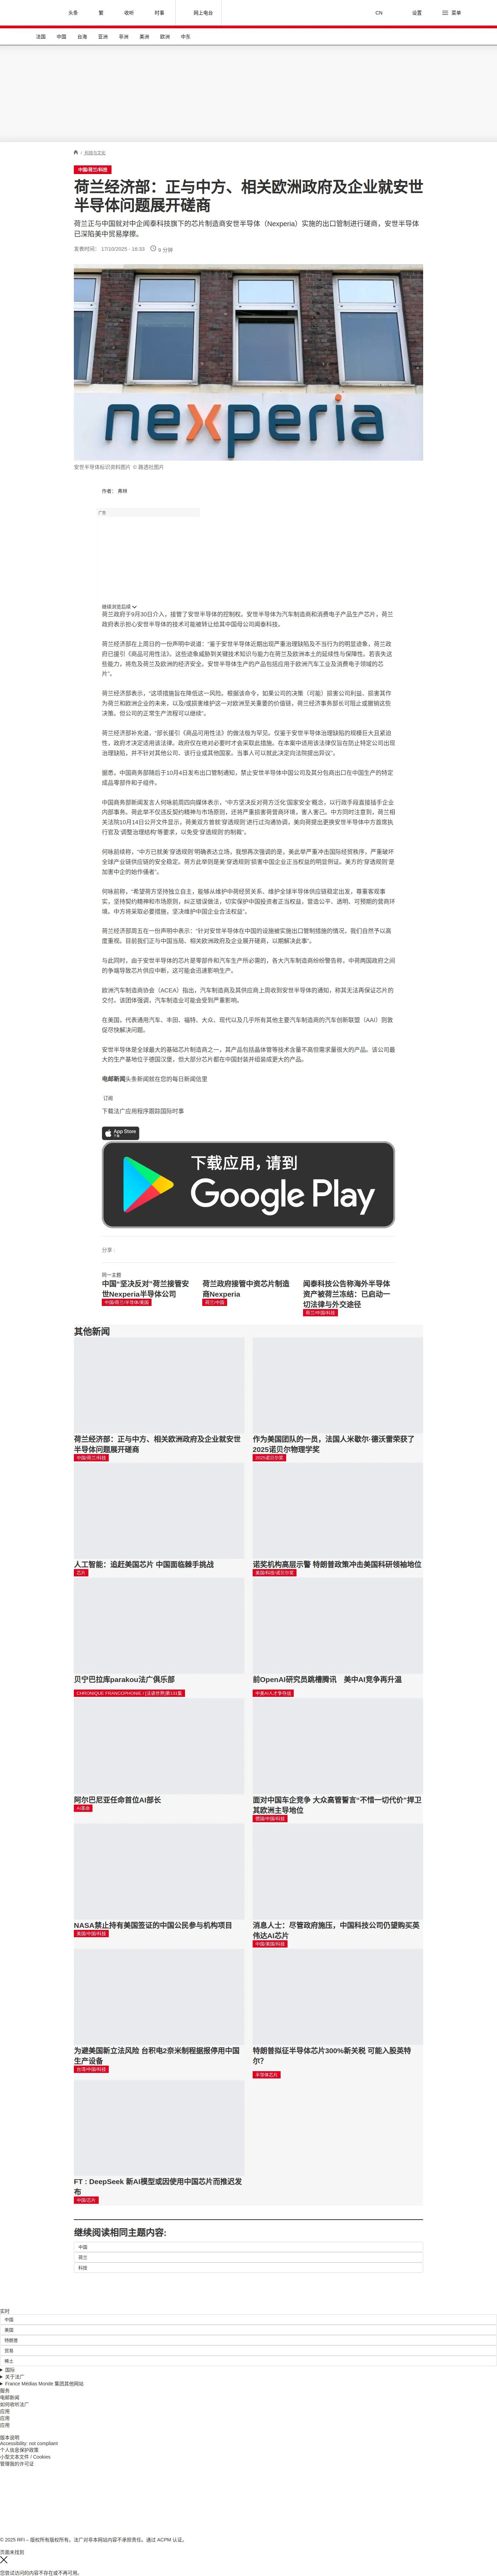 头条 繁 收听 时事 网上电台 CN 设置 菜单
法国 中国 台海 亚洲 非洲 美洲 欧洲 中东
/ 科技与文化
中国/荷兰/科技
荷兰经济部：正与中方、相关欧洲政府及企业就安世
半导体问题展开磋商
荷兰正与中国就对中企闻泰科技旗下的芯片制造商安世半导体（Nexperia）实施的出口管制进行磋商，安世半导体
已深陷美中贸易摩擦。
发表时间： 17/10/2025 - 16:33 9 分钟
nexperia
安世半导体标识资料图片 © 路透社图片
作者： 弗林
广告
继续浏览后续
荷兰政府于9月30日介入，接管了安世半导体的控制权。安世半导体为汽车制造商和消费电子产品生产芯片，荷兰
政府表示担心安世半导体的技术可能被转让给其中国母公司闻泰科技。
荷兰经济部在上周日的一份声明中说道：“鉴于安世半导体近期出现严重治理缺陷及不当行为的明显迹象，荷兰政
府已援引《商品可用性法》。这些迹象威胁到关键技术知识与能力在荷兰及欧洲本土的延续性与保障性。若丧失这
些能力，将危及荷兰及欧洲的经济安全。安世半导体生产的产品包括应用于欧洲汽车工业及消费电子领域的芯
片”。
荷兰经济部表示，“这项措施旨在降低这一风险。根据该命令，如果公司的决策（可能）损害公司利益、损害其作
为荷兰和欧洲企业的未来，以及/或损害维护这一对欧洲至关重要的价值链，荷兰经济事务部长可阻止或撤销这些
决策。但公司的正常生产流程可以继续”。
荷兰经济部补充道，“部长援引《商品可用性法》的做法极为罕见。仅鉴于安世半导体治理缺陷的规模巨大且紧迫
性，政府才决定适用该法律。政府仅在绝对必要时才会采取此措施。在本案中适用该法律仅旨在防止特定公司出现
治理缺陷，并不针对其他公司、该行业或其他国家。当事人可以就此决定向法院提出异议”。
据悉，中国商务部随后于10月4日发布出口管制通知，禁止安世半导体中国公司及其分包商出口在中国生产的特定
成品零部件和子组件。
中国商务部新闻发言人何咏前周四向媒体表示，“中方坚决反对荷方泛化‘国家安全’概念，以行政手段直接插手企业
内部事务。荷此举不仅违反契约精神与市场原则，还将严重损害荷营商环境，害人害己。中方同时注意到，荷兰相
关法院10月14日公开文件显示，荷美双方曾就‘穿透规则’进行过沟通协调，美向荷提出更换安世半导体中方首席执
行官及‘调整治理结构’等要求，以免受‘穿透规则’的制裁”。
何咏前续称，“中方已就美‘穿透规则’明确表达立场，我想再次强调的是，美此举严重冲击国际经贸秩序，严重破坏
全球产业链供应链的安全稳定。荷方此举则是美‘穿透规则’损害中国企业正当权益的明显例证。美方的‘穿透规则’是
加害中企的始作俑者”。
何咏前称，“希望荷方坚持独立自主，能够从维护中荷经贸关系、维护全球半导体供应链稳定出发，尊重客观事
实，坚持契约精神和市场原则，纠正错误做法，切实保护中国投资者正当权益，营造公平、透明、可预期的营商环
境。中方将采取必要措施，坚决维护中国企业合法权益”。
荷兰经济部周五在一份声明中表示：“针对安世半导体在中国的设施被实施出口管制措施的情况，我们自然予以高
度重视。目前我们正与中国当局、相关欧洲政府及企业展开磋商，以期解决此事”。
与此同时，由于安世半导体的芯片是零部件和汽车生产所必需的，各大汽车制造商纷纷警告称，中荷两国政府之间
的争端导致芯片供应中断，这可能会迅速影响生产。
欧洲汽车制造商协会（ACEA）指出，汽车制造商及其供应商上周收到安世半导体的通知，称其无法再保证芯片的
交付。该团体强调，汽车制造业可能会受到严重影响。
在美国，代表通用汽车、丰田、福特、大众、现代以及几乎所有其他主要汽车制造商的汽车创新联盟（AAI）则敦
促尽快解决问题。
安世半导体是全球最大的基础芯片制造商之一，其产品包括晶体管等技术含量不高但需求量很大的产品。该公司最
大的生产基地位于德国汉堡，但大部分芯片都在中国封装并组装成更大的产品。
电邮新闻头条新闻就在您的每日新闻信里
订阅
下载法广应用程序跟踪国际时事
App Store
下载
下载应用，请到
Google Play
分享 :
同一主题
中国“坚决反对”荷兰接管安
世Nexperia半导体公司
中国/荷兰/半导体/美国
荷兰政府接管中资芯片制造
商Nexperia
荷兰/中国
闻泰科技公告称海外半导体
资产被荷兰冻结：已启动一
切法律与外交途径
荷兰/中国/科技
其他新闻
荷兰经济部：正与中方、相关欧洲政府及企业就安世
半导体问题展开磋商
中国/荷兰/科技
作为美国团队的一员，法国人米歇尔·德沃雷荣获了
2025诺贝尔物理学奖
2025诺贝尔奖
人工智能：追赶美国芯片 中国面临棘手挑战
芯片
诺奖机构高层示警 特朗普政策冲击美国科研领袖地位
美国/科技/诺贝尔奖
贝宁巴拉库parakou法广俱乐部
CHRONIQUE FRANCOPHONIE / [法语世界]第131集
前OpenAI研究员跳槽腾讯 美中AI竞争再升温
中美AI人才争夺战
阿尔巴尼亚任命首位AI部长
AI革命
面对中国车企竞争 大众高管誓言“不惜一切代价”捍卫
其欧洲主导地位
德国/中国/科技
NASA禁止持有美国签证的中国公民参与机构项目
美国/中国/科技
消息人士：尽管政府施压，中国科技公司仍望购买英
伟达AI芯片
中国/美国/科技
为避美国新立法风险 台积电2奈米制程据报停用中国
生产设备
台湾/中国/科技
特朗普拟征半导体芯片300%新关税 可能入股英特
尔？
半导体芯片
FT : DeepSeek 新AI模型或因使用中国芯片而推迟发
布
中国/芯片
继续阅读相同主题内容:
中国
荷兰
科技
实时
中国
美国
特朗普
贸易
稀土
国际
关于法广
France Médias Monde 集团其他网站
服务
电邮新闻
如何收听法广
应用
应用
应用
版本说明
Accessibility: not compliant
个人信息保护政策
小型文本文件 / Cookies
管理我的许可证
© 2025 RFI – 版权所有版权所有。法广对非本网站内容不承担责任。通过 ACPM 认证。
页面未找到
您尝试访问的内容不存在或不再可用。